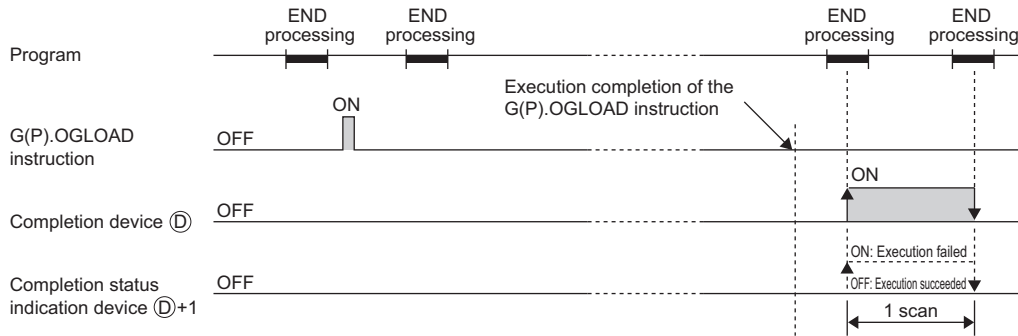 END
processing
END
processing
END
processing
END
processing
Program
Execution completion of the
G(P).OGLOAD instruction
ON
G(P).OGLOAD
instruction
OFF
ON
Completion device Ⓓ
OFF
ON: Execution failed
Completion status
indication device Ⓓ+1
OFF
OFF: Execution succeeded
1 scan